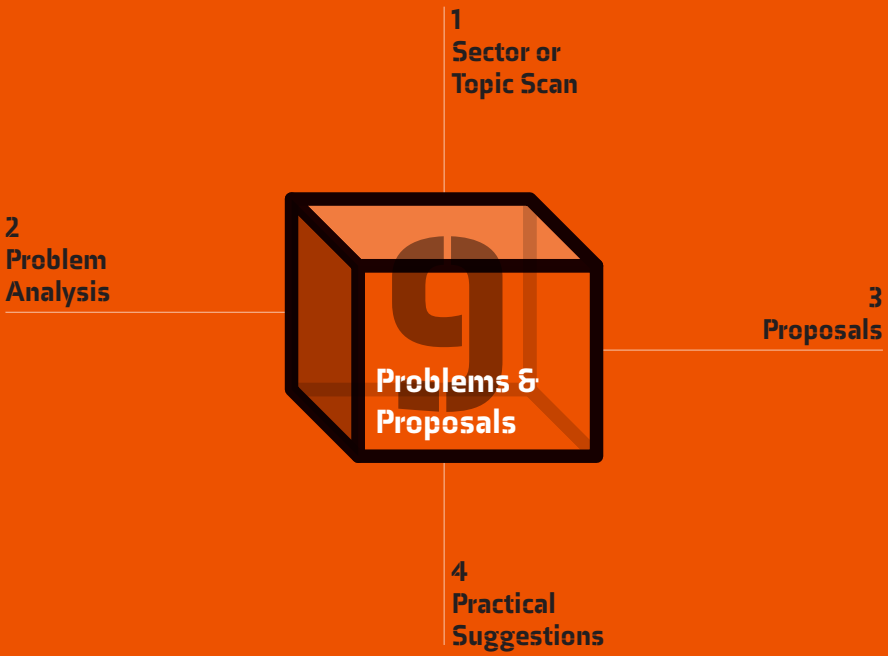 1
Sector or
Topic Scan
2
Problem
Analysis
3
Proposals
9
Problems &
Proposals
4
Practical
Suggestions